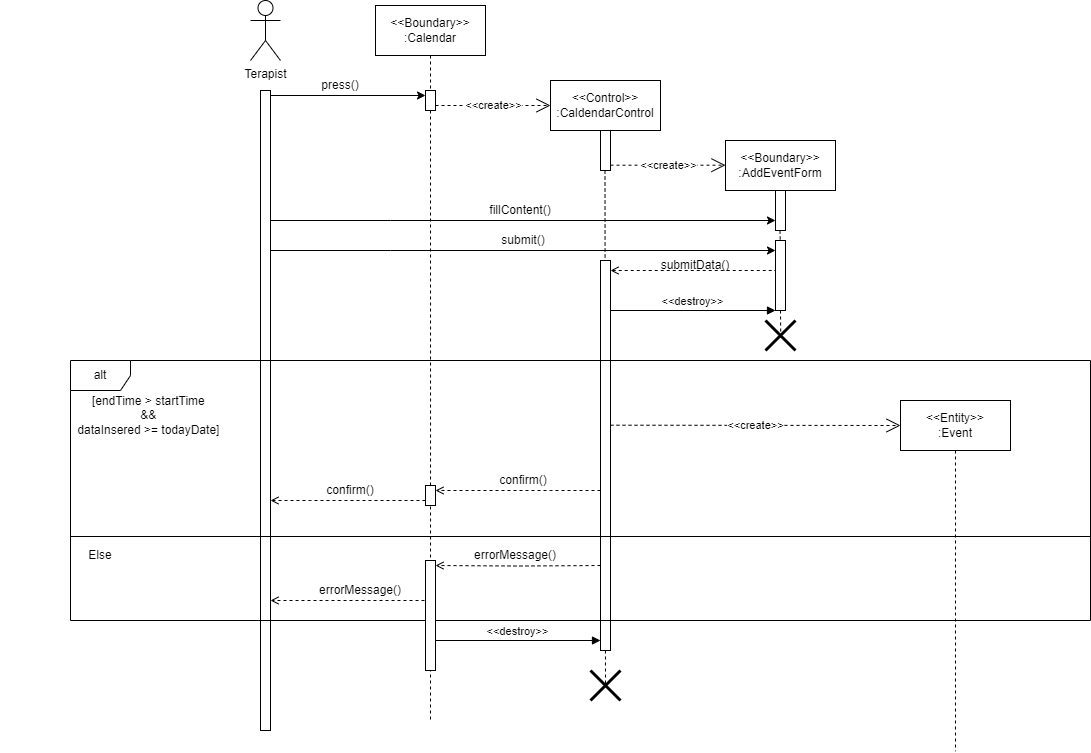 <<Boundary>>
:Calendar
Terapist
press()
<<create>>
<<Control>>
:CaldendarControl
<<create>>
<<Boundary>>
:AddEventForm
fillContent()
submit()
submitData()
<<destroy>>
alt
[endTime > startTime
&&
dataInsered >= todayDate]
<<create>>
<<Entity>>
:Event
confirm()
confirm()
Else
errorMessage()
errorMessage()
<<destroy>>